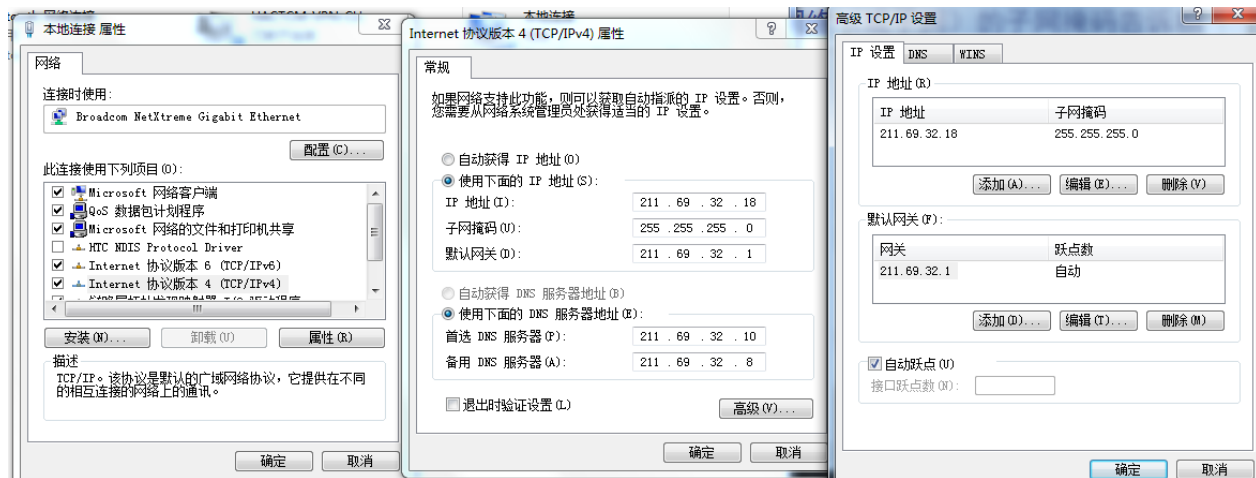 本地连接 属性
网络
连接时使用:
Broadcom NetXtreme Gigabit Ethernet
配置(C)...
此连接使用下列项目(O):
Microsoft 网络客户端
QoS 数据包计划程序
Microsoft 网络的文件和打印机共享
HTC NDIS Protocol Driver
Internet 协议版本 6 (TCP/IPv6)
Internet 协议版本 4 (TCP/IPv4)
安装(N)...
卸载(U)
属性(R)
描述
TCP/IP。该协议是默认的广域网络协议，它提供在不同
的相互连接的网络上的通讯。
确定
取消
本地连接
Internet 协议版本 4 (TCP/IPv4) 属性
常规
如果网络支持此功能，则可以获取自动指派的 IP 设置。否则，
您需要从网络系统管理员处获得适当的 IP 设置。
自动获得 IP 地址(O)
使用下面的 IP 地址(S):
IP 地址(I): 211 . 69 . 32 . 18
子网掩码(U): 255 .255 .255 . 0
默认网关(D): 211 . 69 . 32 . 1
自动获得 DNS 服务器地址(B)
使用下面的 DNS 服务器地址(E):
首选 DNS 服务器(P): 211 . 69 . 32 . 10
备用 DNS 服务器(A): 211 . 69 . 32 . 8
退出时验证设置(L)
高级(V)...
确定
取消
高级 TCP/IP 设置
IP 设置 DNS WINS
IP 地址(R)
IP 地址 子网掩码
211.69.32.18 255.255.255.0
添加(A)... 编辑(E)... 删除(V)
默认网关(F):
网关 跃点数
211.69.32.1 自动
添加(D)... 编辑(T)... 删除(M)
自动跃点(U)
接口跃点数(N):
确定
取消